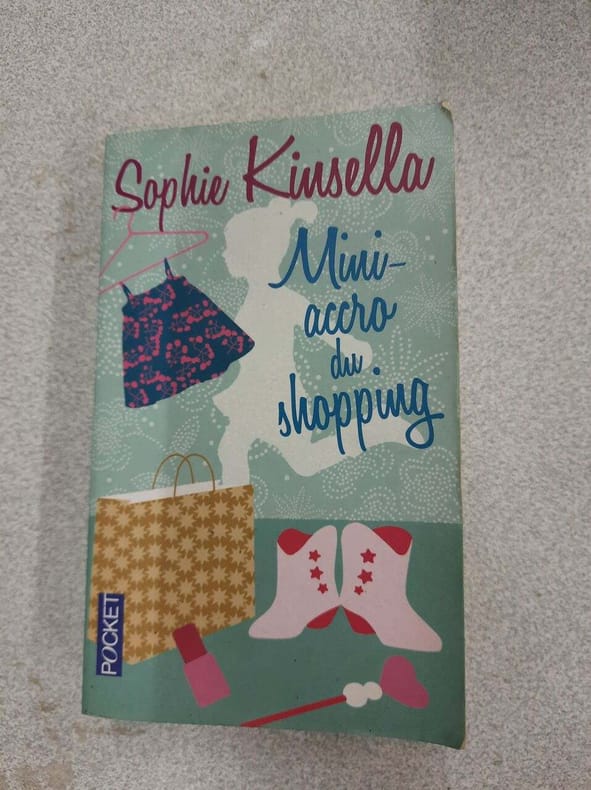 Sophie Kinsella
Mini-
accro
du
shopping
POCKET